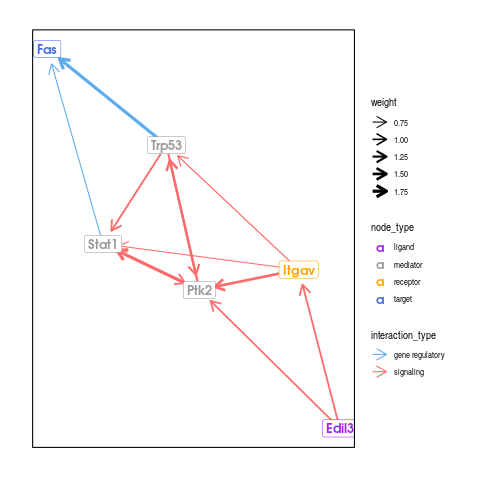 Fas
Trp53
Stat1
Itgav
Ptk2
Edil3
weight
0.75
1.00
1.25
1.50
1.75
node_type
a ligand
a mediator
a receptor
a target
interaction_type
gene regulatory
signaling